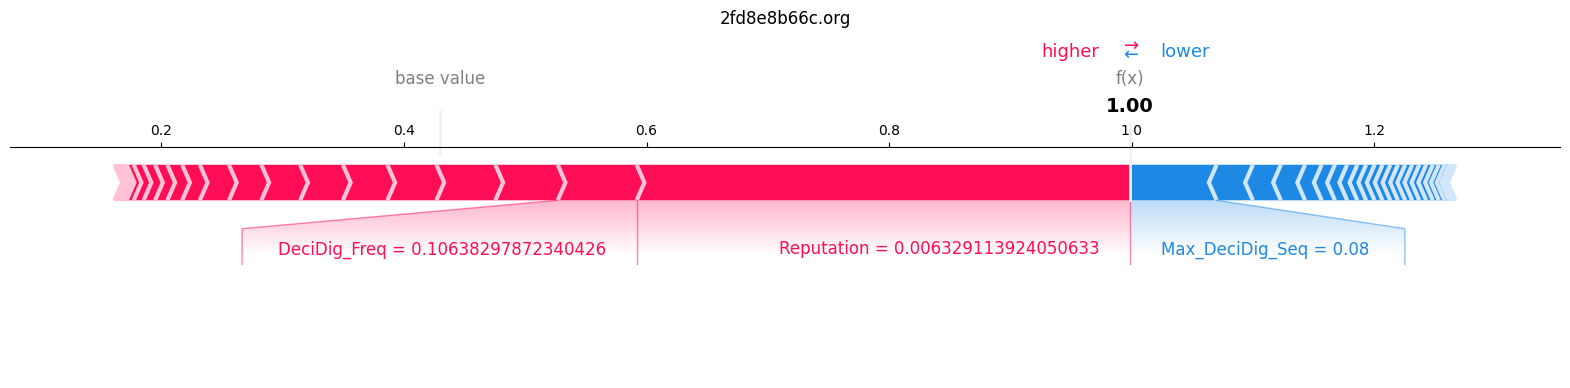 2fd8e8b66c.org
higher ⇄ lower
base value f(x)
1.00
0.2 0.4 0.6 0.8 1.0 1.2
DeciDig_Freq = 0.10638297872340426 Reputation = 0.006329113924050633 Max_DeciDig_Seq = 0.08